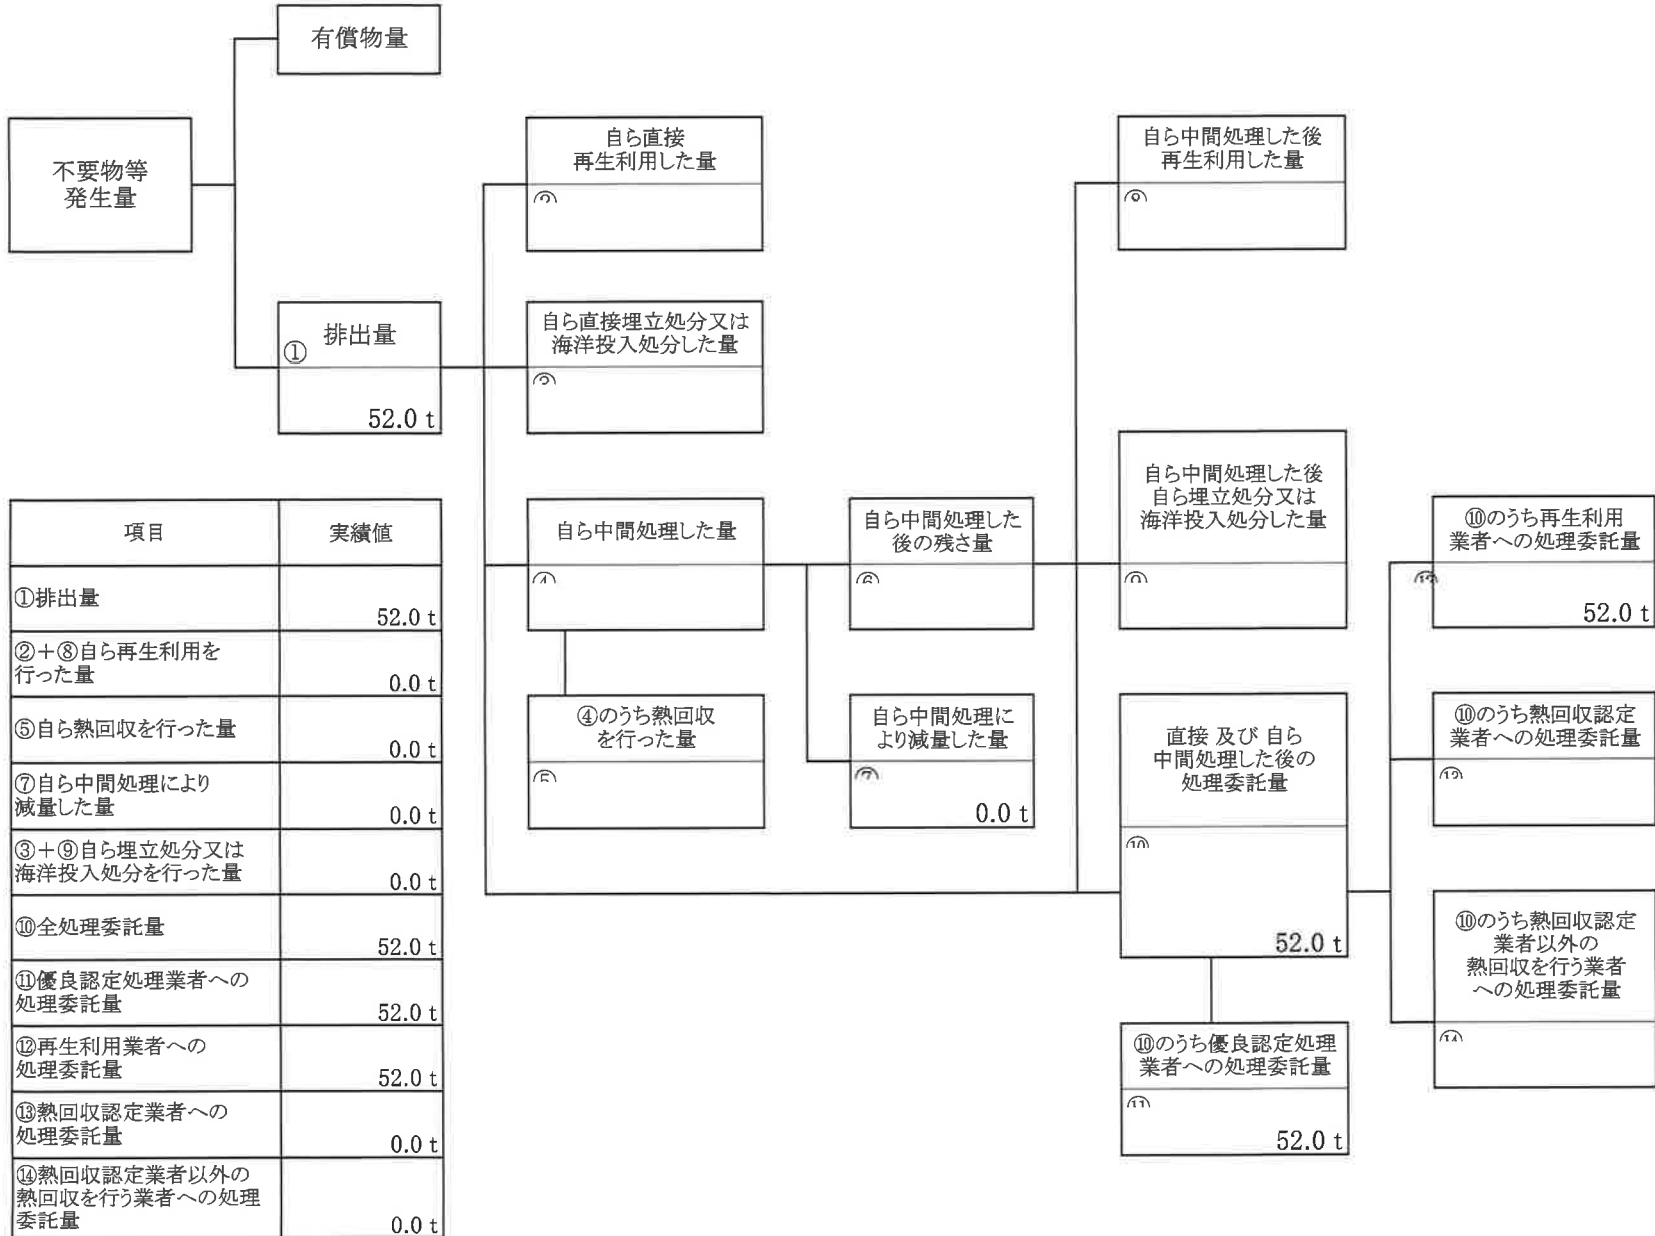 有償物量
不要物等
発生量
自ら直接
再生利用した量
自ら中間処理した後
再生利用した量
排出量
①
52.0 t
自ら直接埋立処分又は
海洋投入処分した量
自ら中間処理した量
自ら中間処理した
後の残さ量
自ら中間処理した後
自ら埋立処分又は
海洋投入処分した量
⑩のうち再生利用
業者への処理委託量
52.0 t
④のうち熱回収
を行った量
⑤
自ら中間処理に
より減量した量
⑦
0.0 t
直接 及び 自ら
中間処理した後の
処理委託量
⑩
52.0 t
⑩のうち熱回収認定
業者への処理委託量
⑩のうち熱回収認定
業者以外の
熱回収を行う業者
への処理委託量
⑭
⑩のうち優良認定処理
業者への処理委託量
⑪
52.0 t
項目 実績値
①排出量
52.0 t
②+⑧自ら再生利用を
行った量
0.0 t
⑤自ら熱回収を行った量
0.0 t
⑦自ら中間処理により
減量した量
0.0 t
③+⑨自ら埋立処分又は
海洋投入処分を行った量
0.0 t
⑩全処理委託量
52.0 t
⑪優良認定処理業者への
処理委託量
52.0 t
⑫再生利用業者への
処理委託量
52.0 t
⑬熱回収認定業者への
処理委託量
0.0 t
⑭熱回収認定業者以外の
熱回収を行う業者への処理
委託量
0.0 t